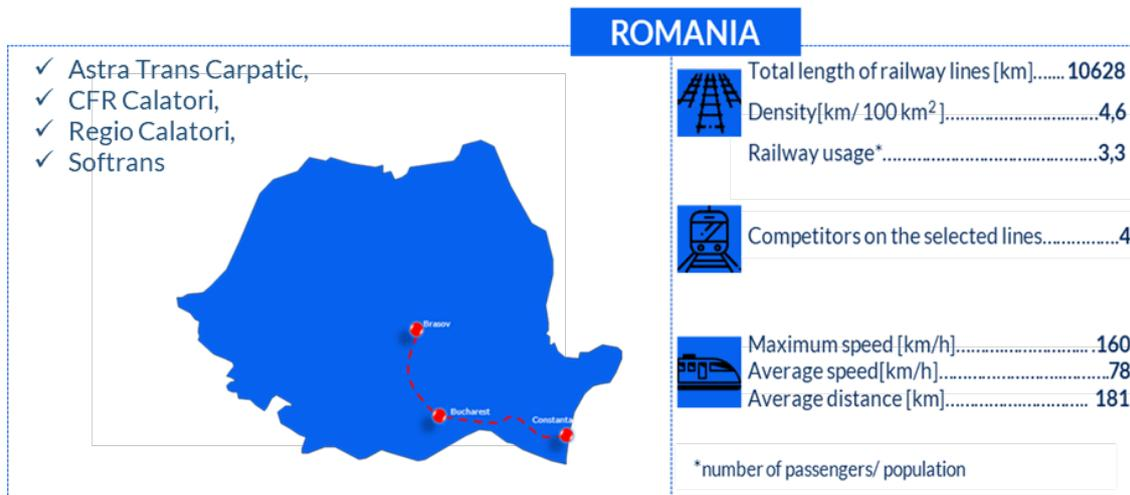 ROMANIA
✓ Astra Trans Carpatic,
✓ CFR Calatori,
✓ Regio Calatori,
✓ Softrans
Brasov
Bucharest
Constanta
Total length of railway lines [km]....... 10628
Density[km/ 100 km²]..................................4,6
Railway usage*..............................................3,3
Competitors on the selected lines..............4
Maximum speed [km/h]..........................160
Average speed[km/h]................................78
Average distance [km].......................... 181
*number of passengers/ population